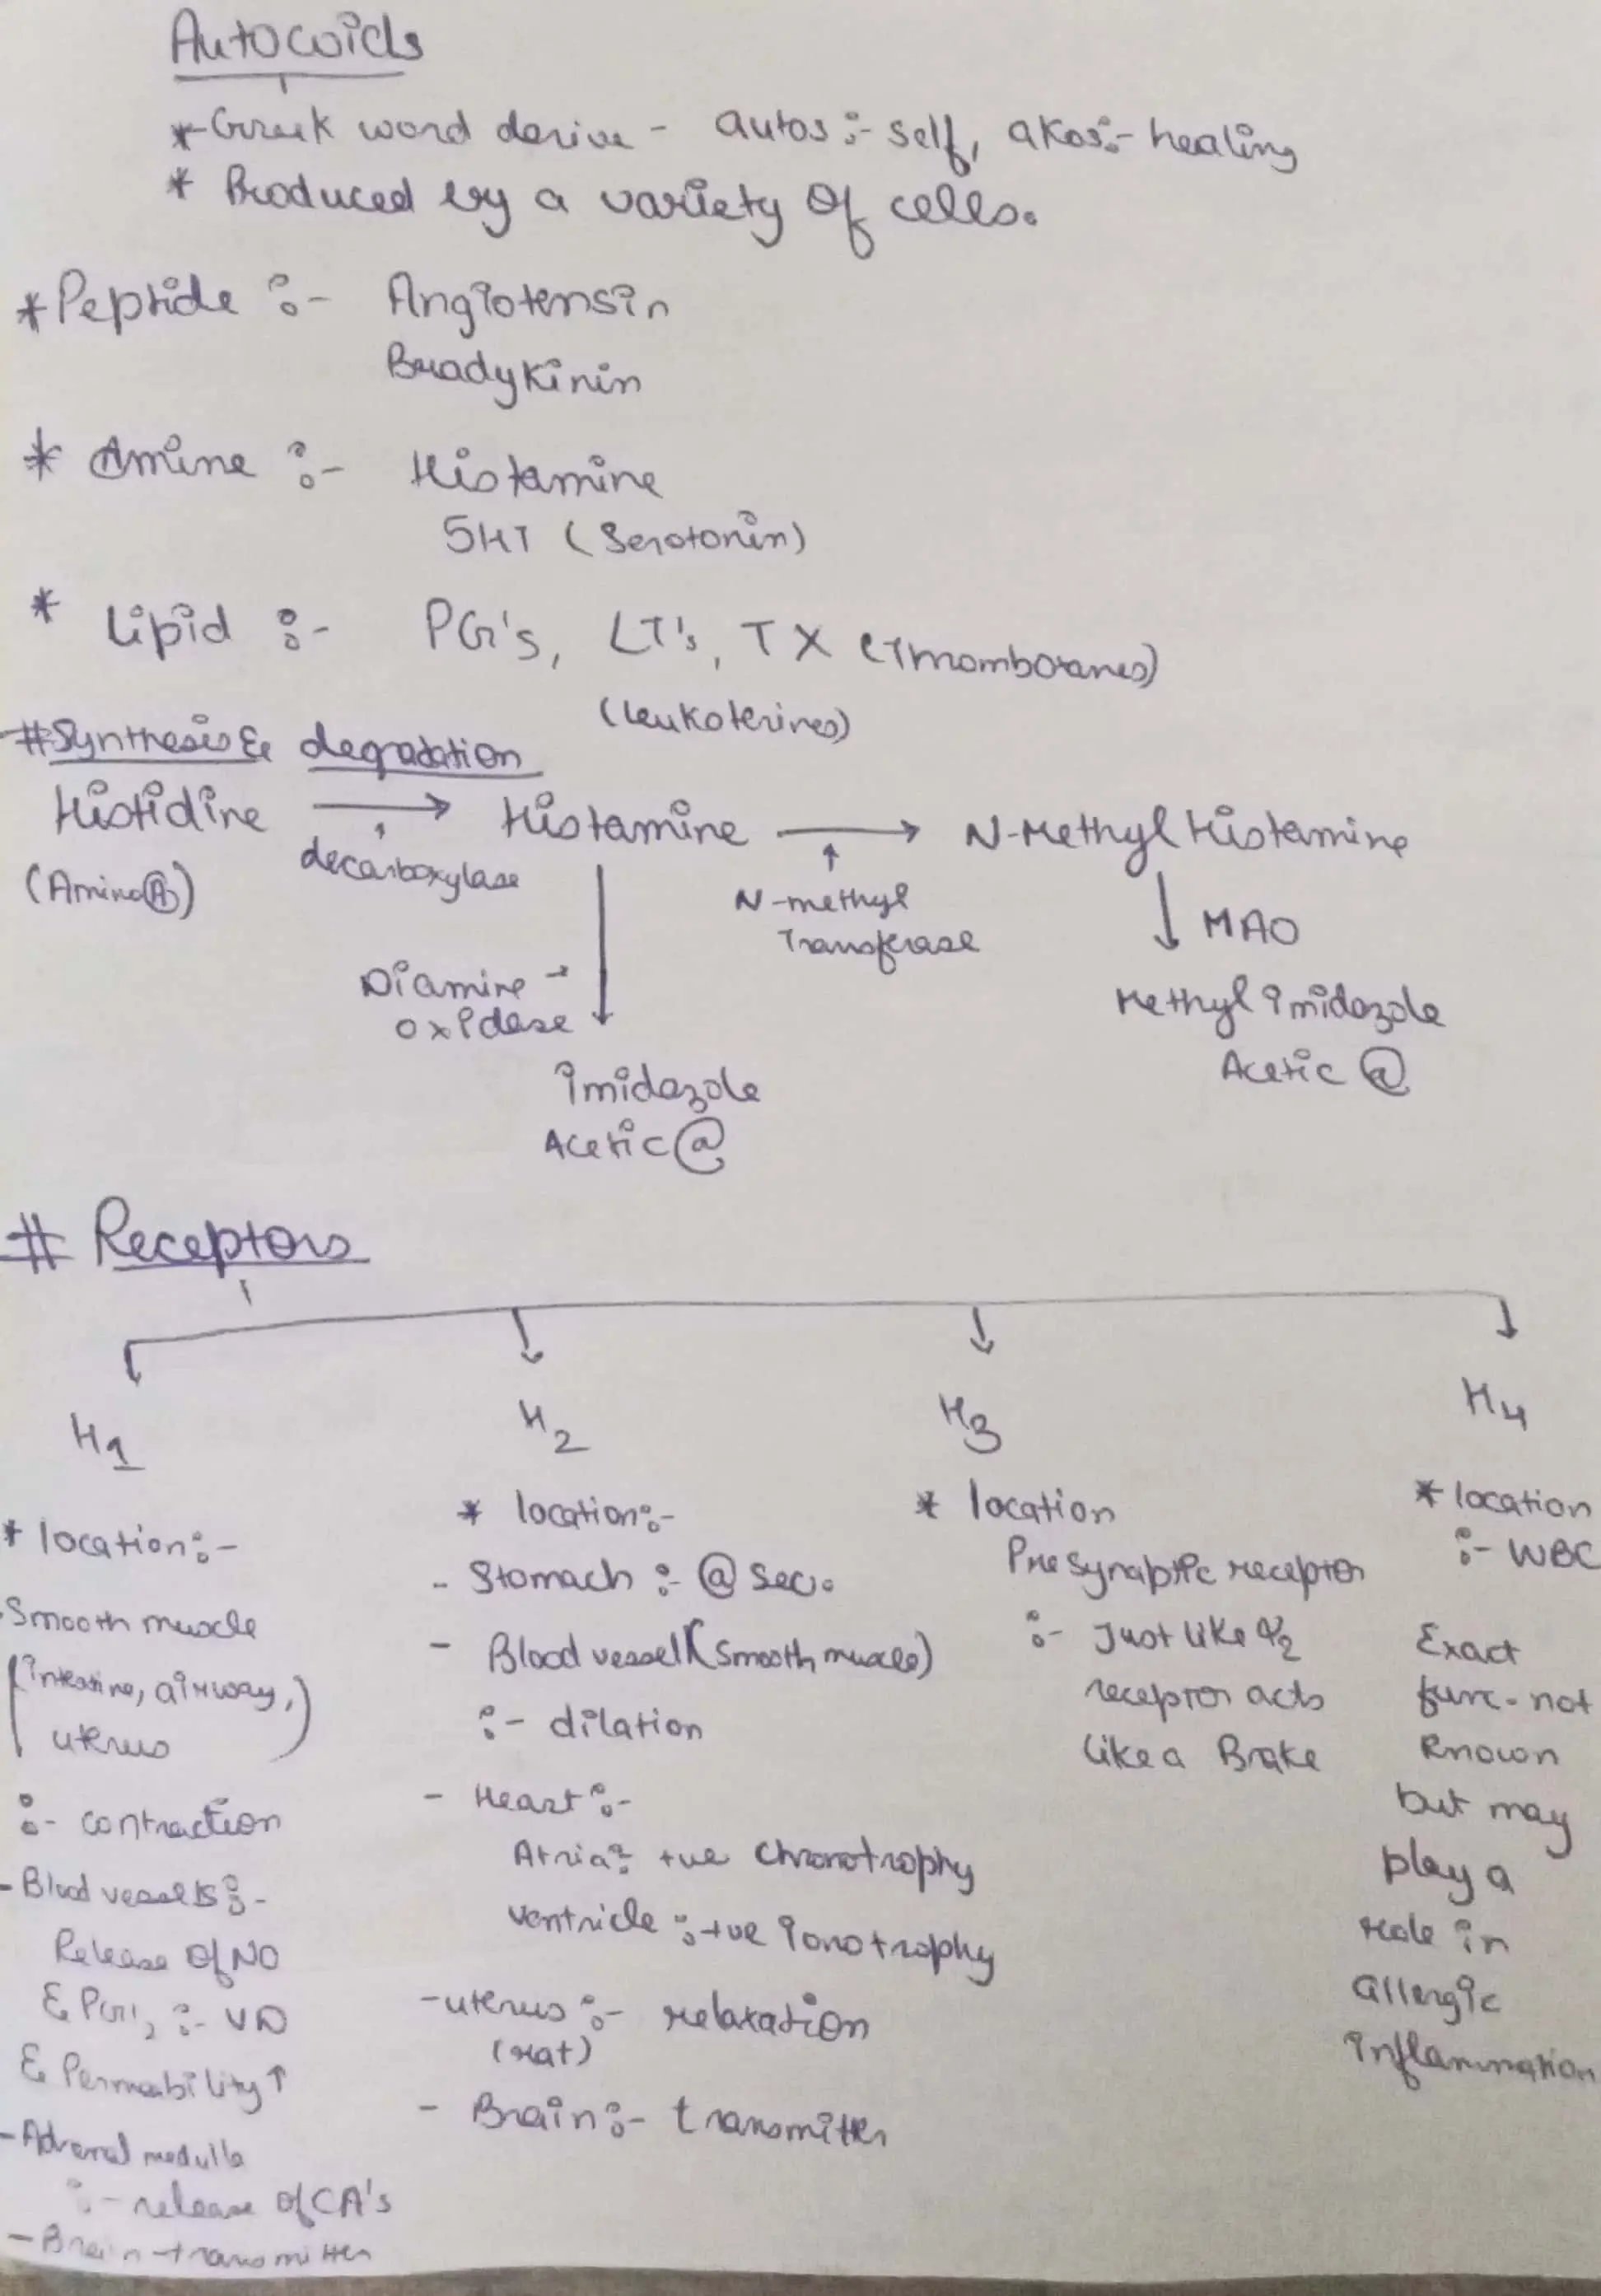 Autocoids
* Greek word derive - autos :- self, akos :- healing
* Produced by a variety of cells.
* Peptide :- Angiotensin
Bradykinin
* Amine :- Histamine
5HT (Serotonin)
* Lipid :- PG's, LT's, TX (Thromboxanes)
(leukoterines)
# Synthesis & degradation
Histidine → Histamine → N-Methyl Histamine
(Amino Ⓐ)
↑ decarboxylase
↑ N-methyl
Transferase
↓ MAO
Diamine →
oxidase ↓
Methyl imidazole
Acetic ⓐ
imidazole
Acetic ⓐ
# Receptors
H1
* location :-
- Smooth muscle
(intestine, airway,
uterus)
:- contraction
- Blood vessels :-
Release of NO
& PGI2 :- VD
& Permeability ↑
- Adrenal medulla
:- release of CA's
- Brain - transmitter
H2
* location :-
- Stomach :- ⓐ sec.
- Blood vessel (smooth muscle)
:- dilation
- Heart :-
Atria : +ve chronotrophy
ventricle : +ve ionotrophy
- uterus :- relaxation
(rat)
- Brain :- transmitter
H3
* location
Presynaptic receptor
:- Just like α2
receptor acts
like a Brake
H4
* location
:- WBC
Exact
func. not
Known
but may
play a
role in
allergic
inflammation